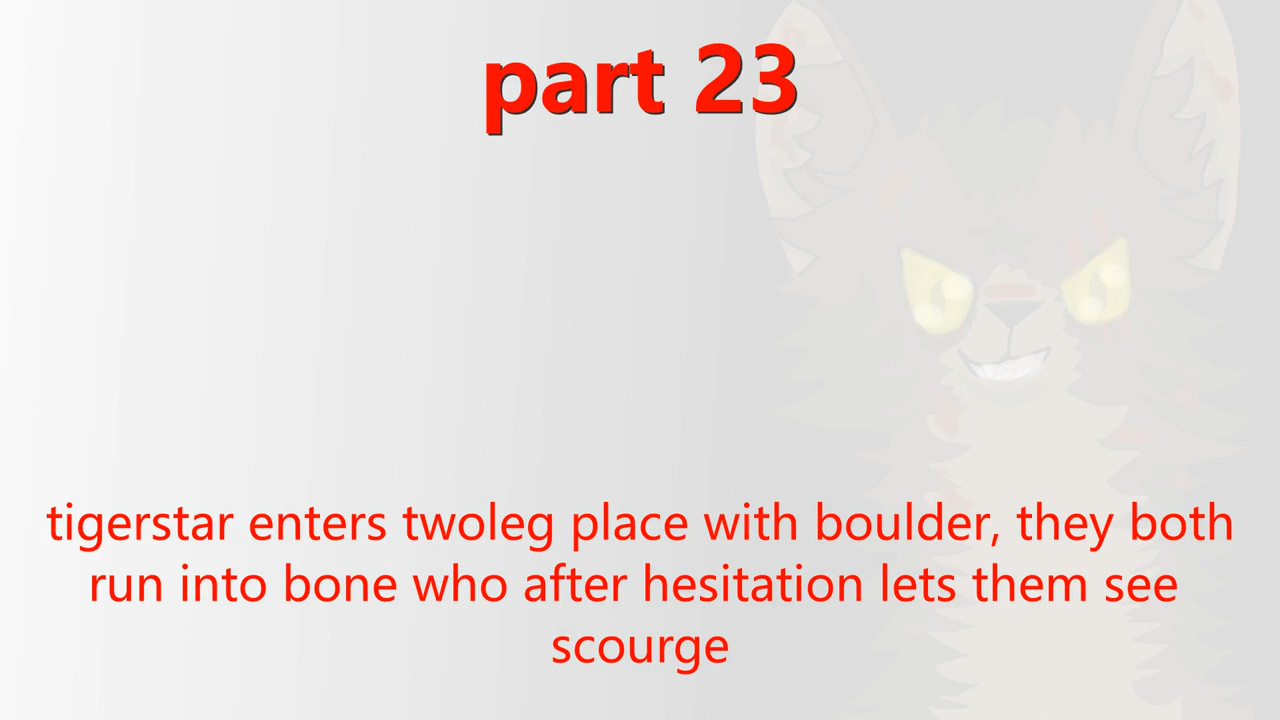 part 23
tigerstar enters twoleg place with boulder, they both
run into bone who after hesitation lets them see
scourge